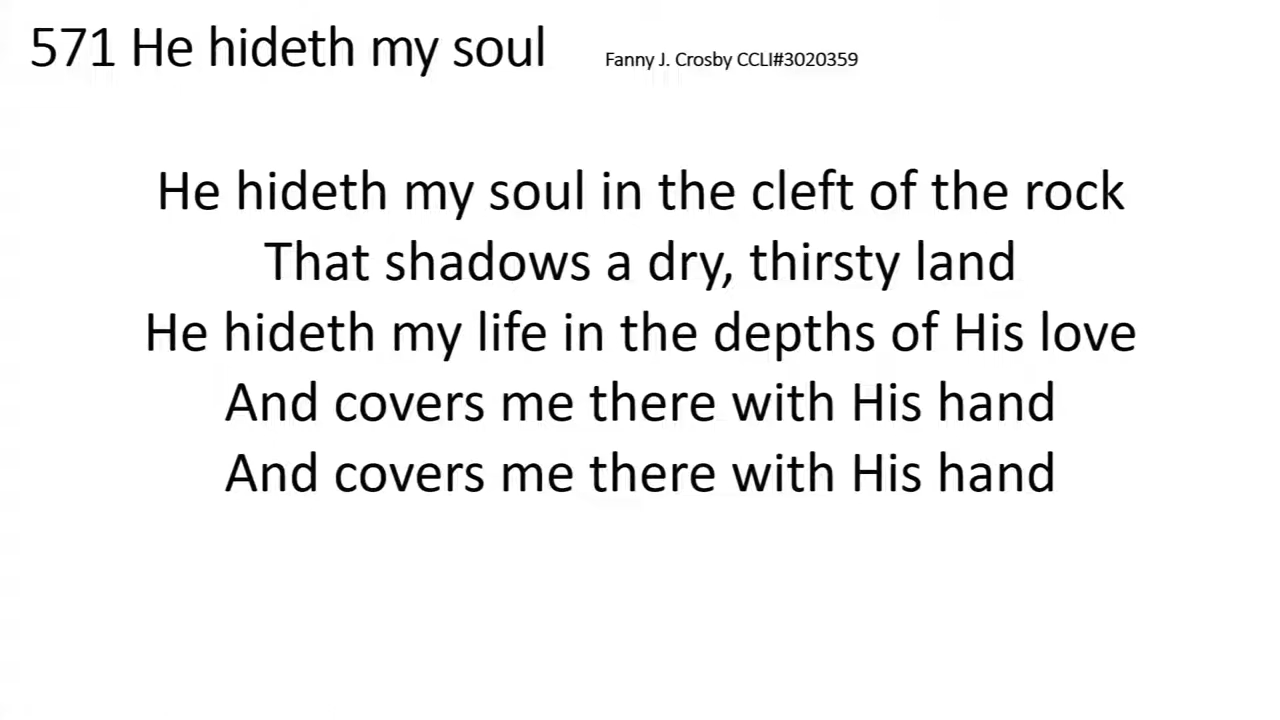 571 He hideth my soul Fanny J. Crosby CCLI#3020359
He hideth my soul in the cleft of the rock
That shadows a dry, thirsty land
He hideth my life in the depths of His love
And covers me there with His hand
And covers me there with His hand